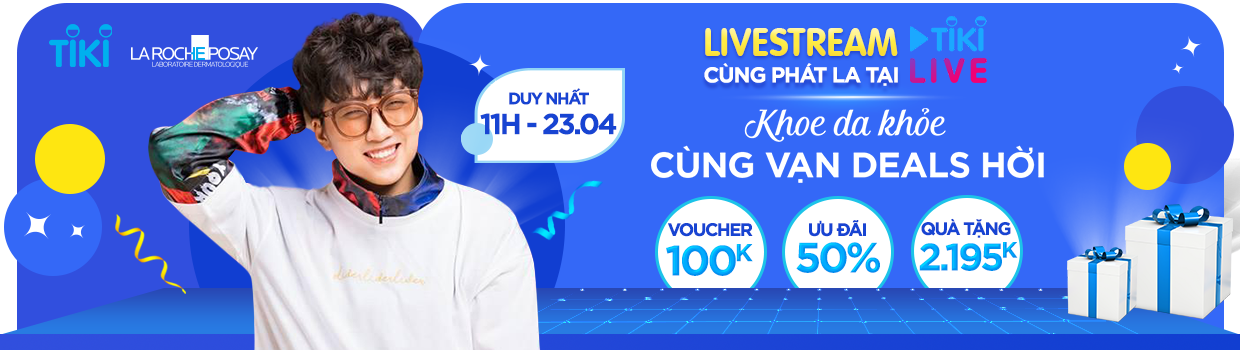 TIKI
LA ROCHE POSAY
LABORATOIRE DERMATOLOGIQUE
DUY NHẤT
11H - 23.04
LIVESTREAM
CÙNG PHÁT LA TẠI
TIKI
LIVE
Khoe da khỏe
CÙNG VẠN DEALS HỜI
VOUCHER
100K
ƯU ĐÃI
50%
QUÀ TẶNG
2.195K